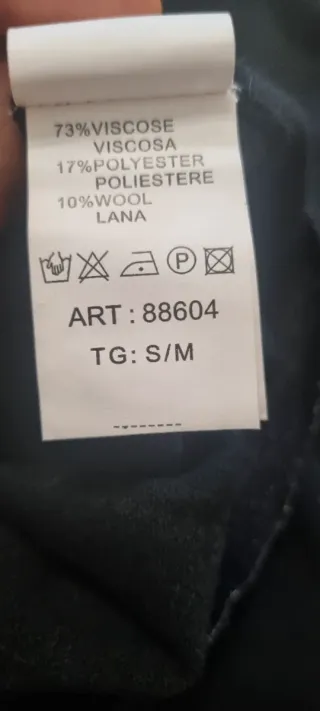 73%VISCOSE
VISCOSA
17%POLYESTER
POLIESTERE
10%WOOL
LANA
P
ART : 88604
TG: S/M